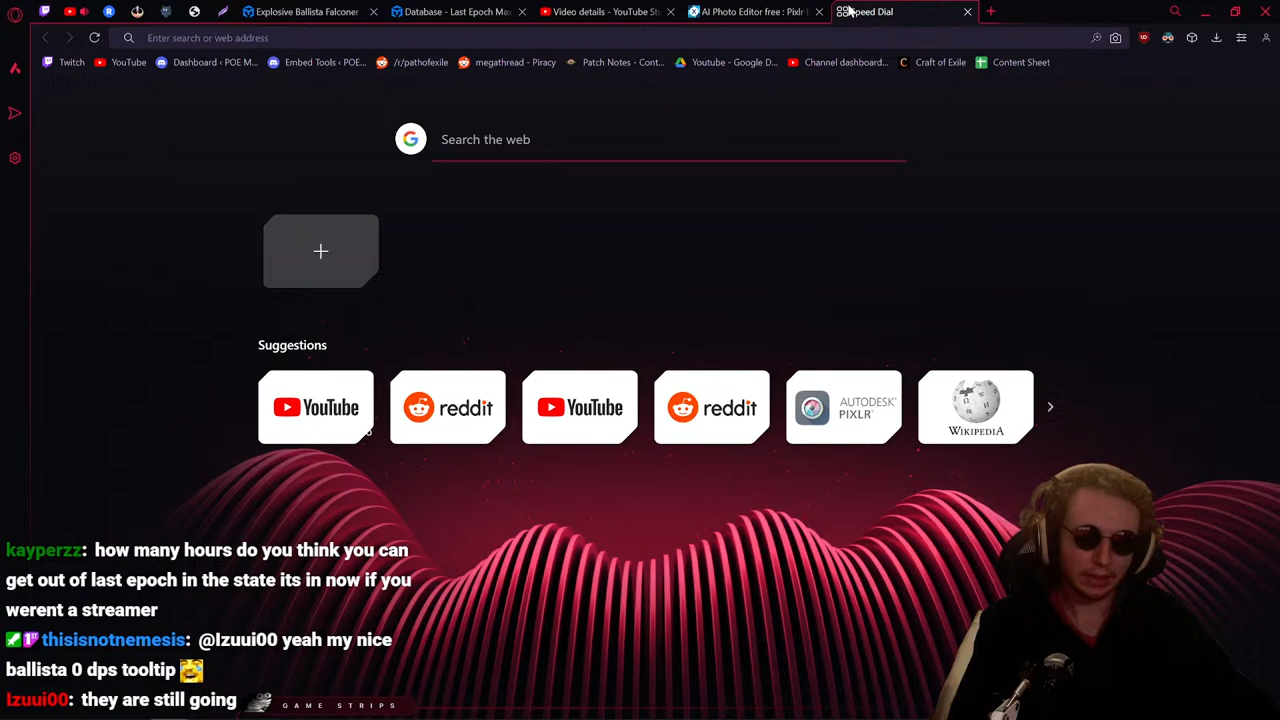 Explosive Ballista Falconer
Database - Last Epoch Max
Video details - YouTube St
AI Photo Editor free : Pixlr
Speed Dial
Enter search or web address
Twitch
YouTube
Dashboard ‹ POE M...
Embed Tools ‹ POE...
/r/pathofexile
megathread - Piracy
Patch Notes - Cont...
Youtube - Google D...
Channel dashboard...
Craft of Exile
Content Sheet
Search the web
Suggestions
YouTube
reddit
YouTube
reddit
AUTODESK
PIXLR
WIKIPEDIA
kayperzz: how many hours do you think you can
get out of last epoch in the state its in now if you
werent a streamer
thisisnotnemesis: @Izuui00 yeah my nice
ballista 0 dps tooltip
Izuui00: they are still going
GAME STRIPS